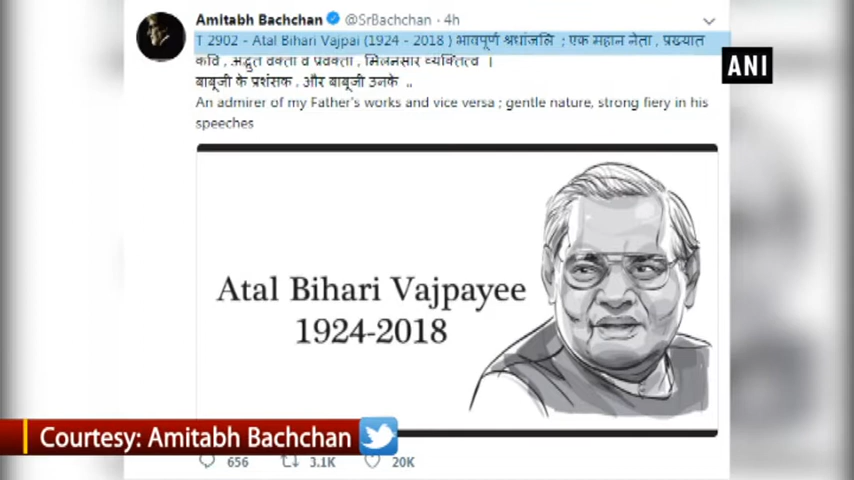 Amitabh Bachchan @SrBachchan · 4h
T 2902 - Atal Bihari Vajpai (1924 - 2018 ) भावपूर्ण श्रधांजलि ; एक महान नेता , प्रख्यात
कवि , अद्भुत वक्ता व प्रवक्ता , मिलनसार व्यक्तित्व ।
बाबूजी के प्रशंसक , और बाबूजी उनके ..
An admirer of my Father's works and vice versa ; gentle nature, strong fiery in his
speeches
ANI
Atal Bihari Vajpayee
1924-2018
Courtesy: Amitabh Bachchan
656 3.1K 20K